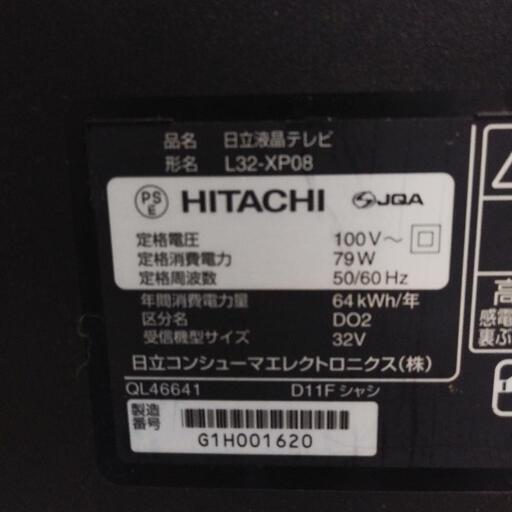 品名 日立液晶テレビ
形名 L32-XP08
PS
E
HITACHI JQA
定格電圧 100V～
定格消費電力 79W
定格周波数 50/60Hz
年間消費電力量 64kWh/年
区分名 DO2
受信機型サイズ 32V
日立コンシューマエレクトロニクス(株)
QL46641 D11Fシャシ
製造
番号
G1H001620
高
感電
裏ぶ